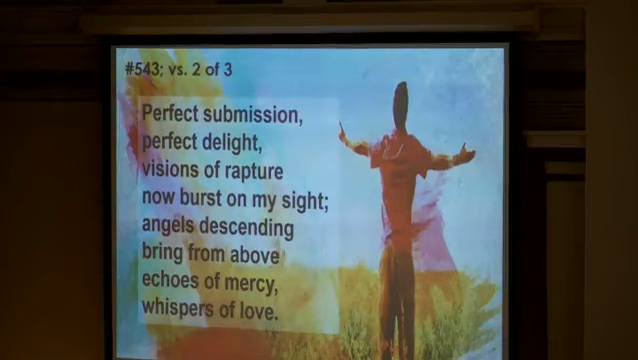 #543; vs. 2 of 3
Perfect submission,
perfect delight,
visions of rapture
now burst on my sight;
angels descending
bring from above
echoes of mercy,
whispers of love.